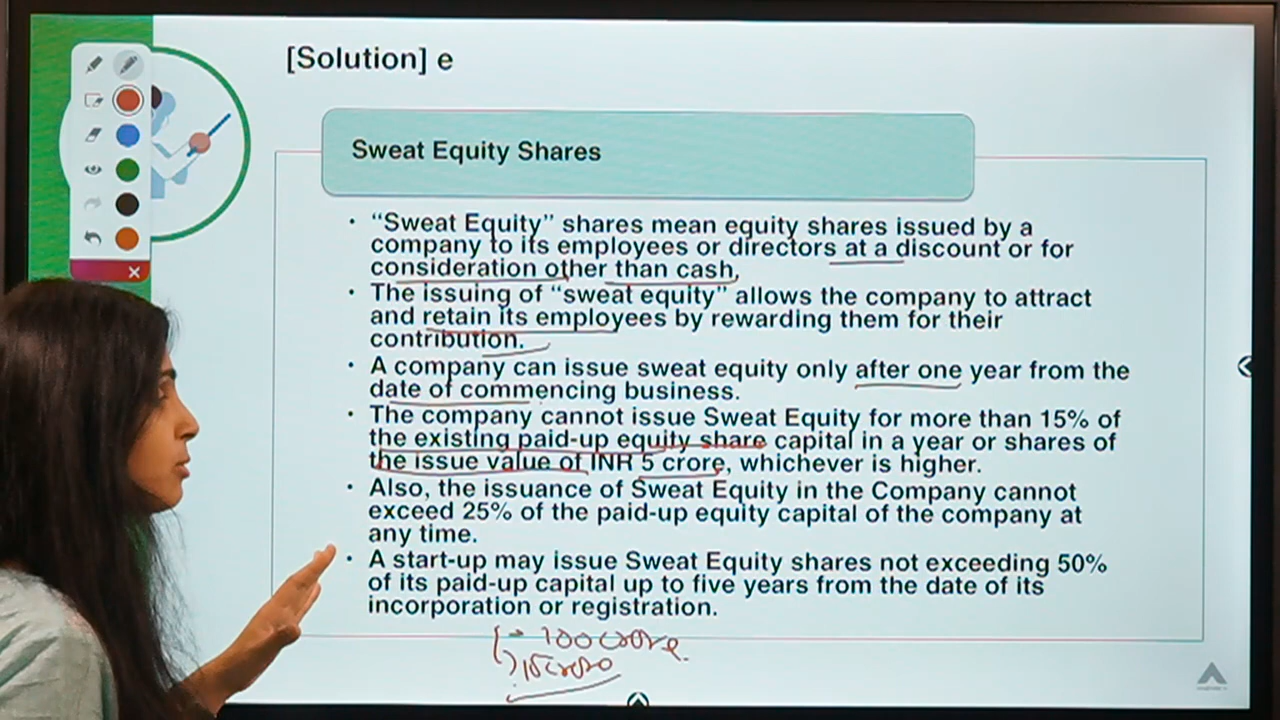 [Solution] e
Sweat Equity Shares
• “Sweat Equity” shares mean equity shares issued by a
company to its employees or directors at a discount or for
consideration other than cash,
• The issuing of “sweat equity” allows the company to attract
and retain its employees by rewarding them for their
contribution.
• A company can issue sweat equity only after one year from the
date of commencing business.
• The company cannot issue Sweat Equity for more than 15% of
the existing paid-up equity share capital in a year or shares of
the issue value of INR 5 crore, whichever is higher.
• Also, the issuance of Sweat Equity in the Company cannot
exceed 25% of the paid-up equity capital of the company at
any time.
• A start-up may issue Sweat Equity shares not exceeding 50%
of its paid-up capital up to five years from the date of its
incorporation or registration.
100 crore